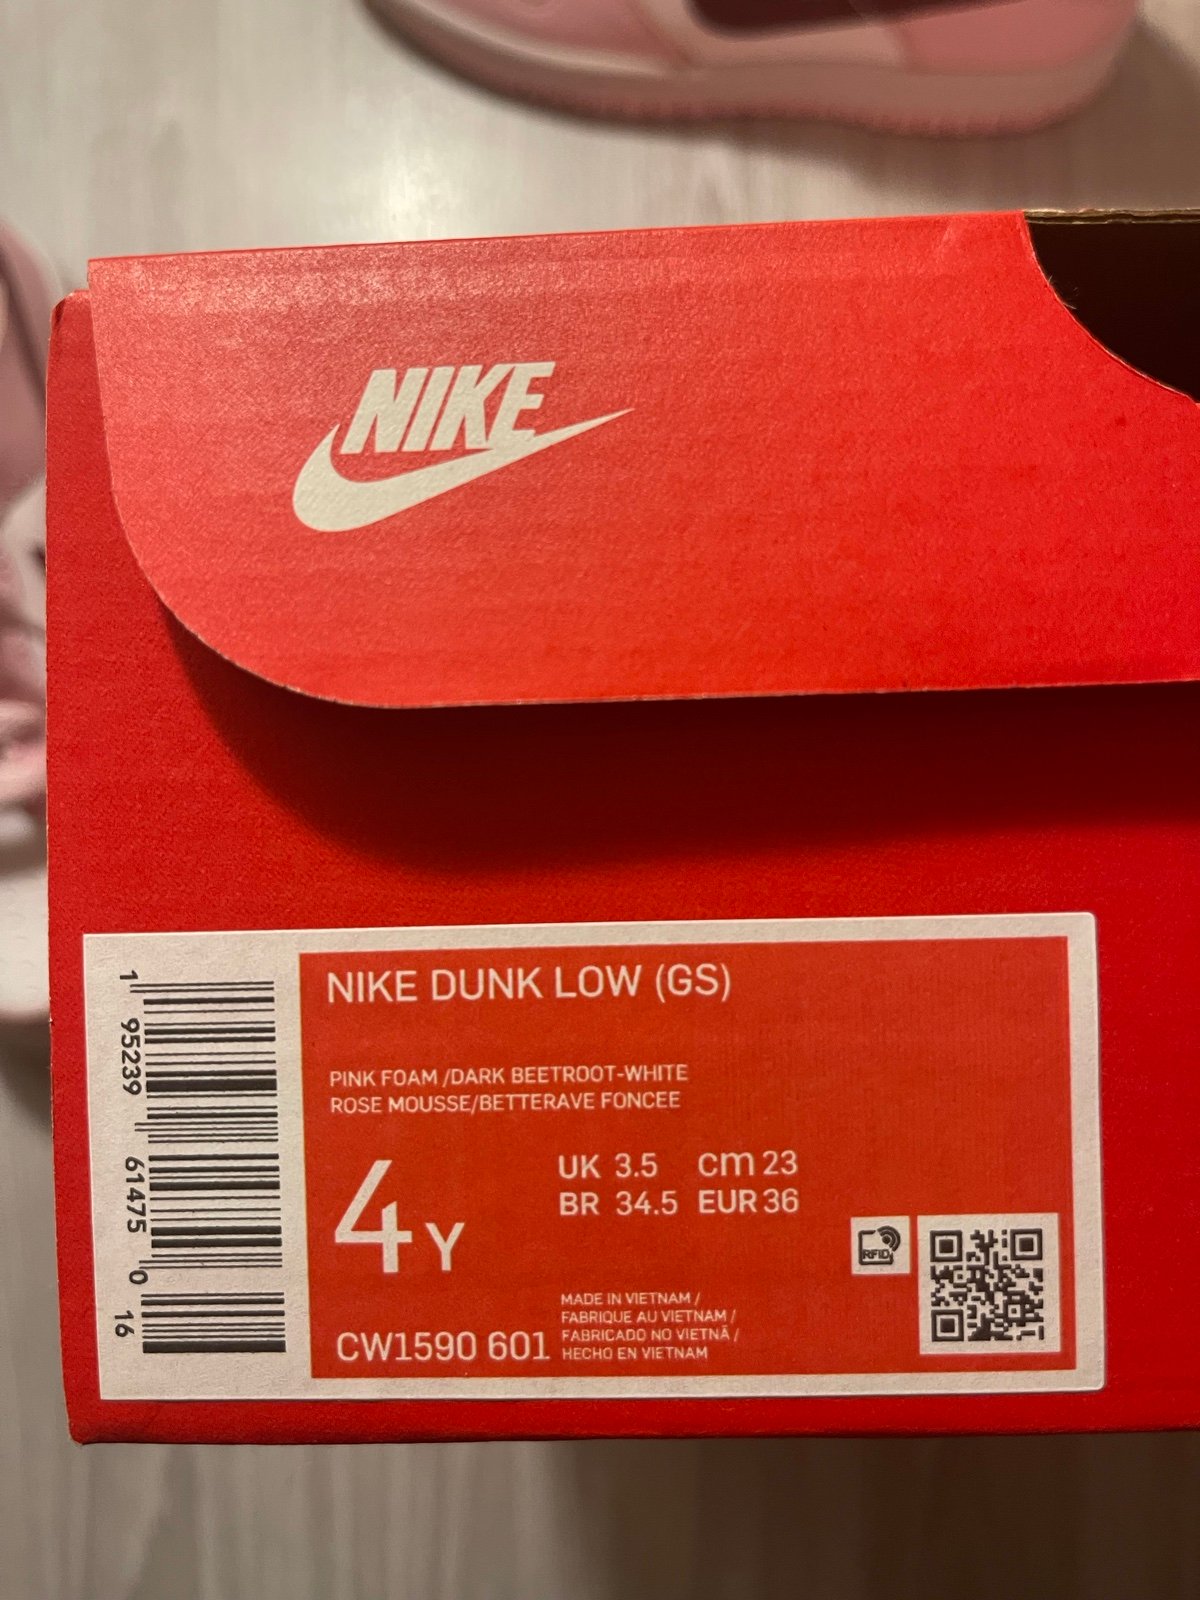 NIKE
NIKE DUNK LOW (GS)
PINK FOAM /DARK BEETROOT-WHITE
ROSE MOUSSE/BETTERAVE FONCEE
4Y
UK 3.5 cm 23
BR 34.5 EUR 36
RFID
MADE IN VIETNAM /
FABRIQUE AU VIETNAM /
FABRICADO NO VIETNÃ /
HECHO EN VIETNAM
CW1590 601
1 95239 61475 0 16